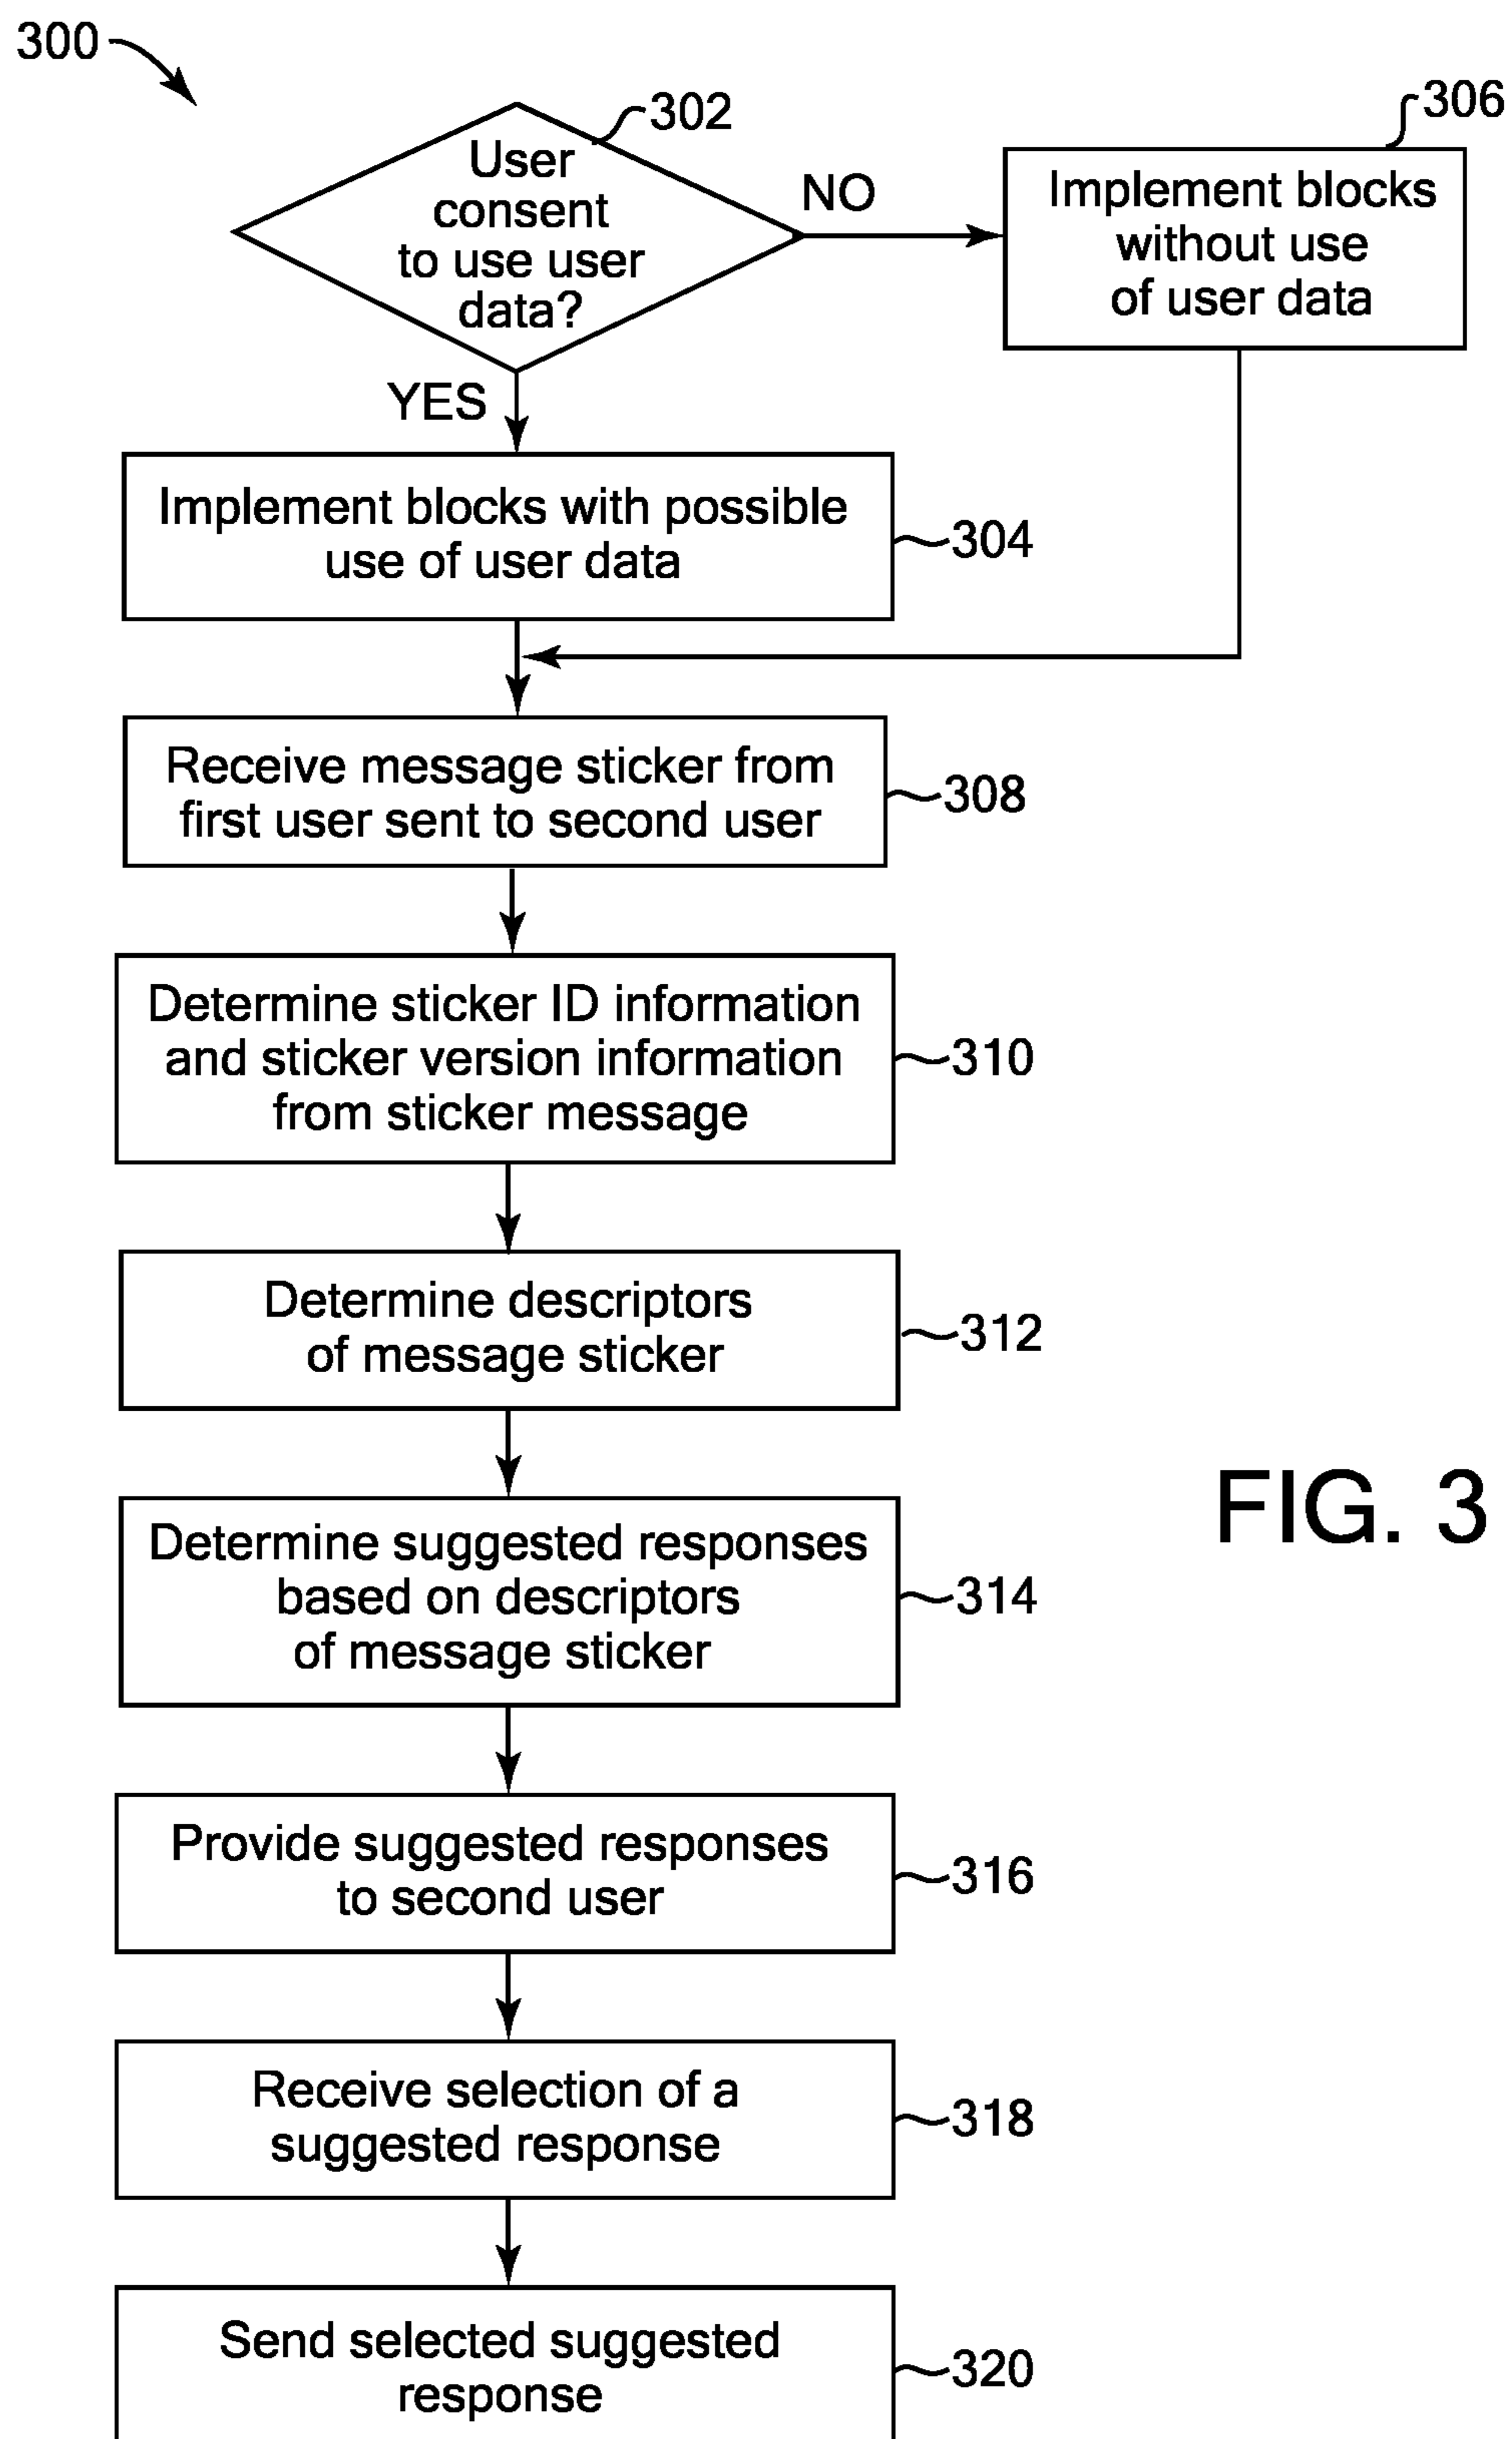 300
302
User
consent
to use user
data?
NO
306
Implement blocks
without use
of user data
YES
Implement blocks with possible
use of user data
304
Receive message sticker from
first user sent to second user
308
Determine sticker ID information
and sticker version information
from sticker message
310
Determine descriptors
of message sticker
312
Determine suggested responses
based on descriptors
of message sticker
314
FIG. 3
Provide suggested responses
to second user
316
Receive selection of a
suggested response
318
Send selected suggested
response
320